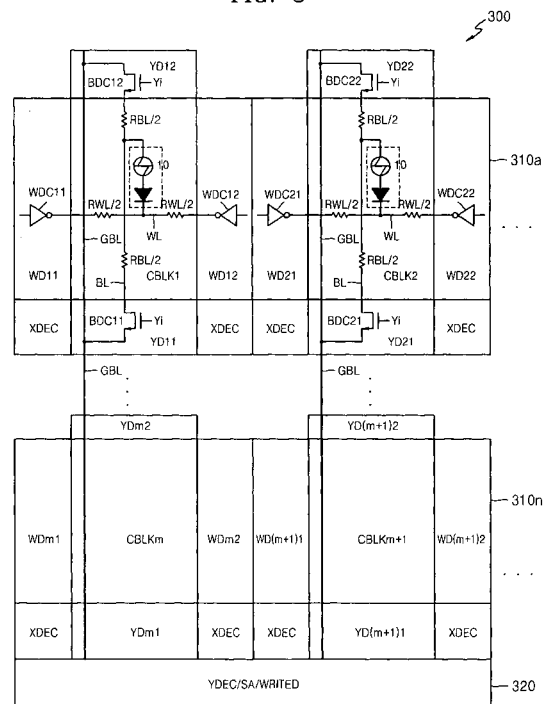 300
YD12
BDC12
Yi
YD22
BDC22
Yi
RBL/2
RBL/2
310a
10
10
WDC11
RWL/2
RWL/2
WDC12
WDC21
RWL/2
RWL/2
WDC22
GBL
WL
GBL
WL
. . .
RBL/2
RBL/2
WD11
BL
CBLK1
WD12
WD21
BL
CBLK2
WD22
XDEC
BDC11
Yi
YD11
XDEC
XDEC
BDC21
Yi
YD21
XDEC
GBL
GBL
YDm2
YD(m+1)2
310n
WDm1
CBLKm
WDm2
WD(m+1)1
CBLKm+1
WD(m+1)2
. . .
XDEC
YDm1
XDEC
XDEC
YD(m+1)1
XDEC
YDEC/SA/WRITED
320